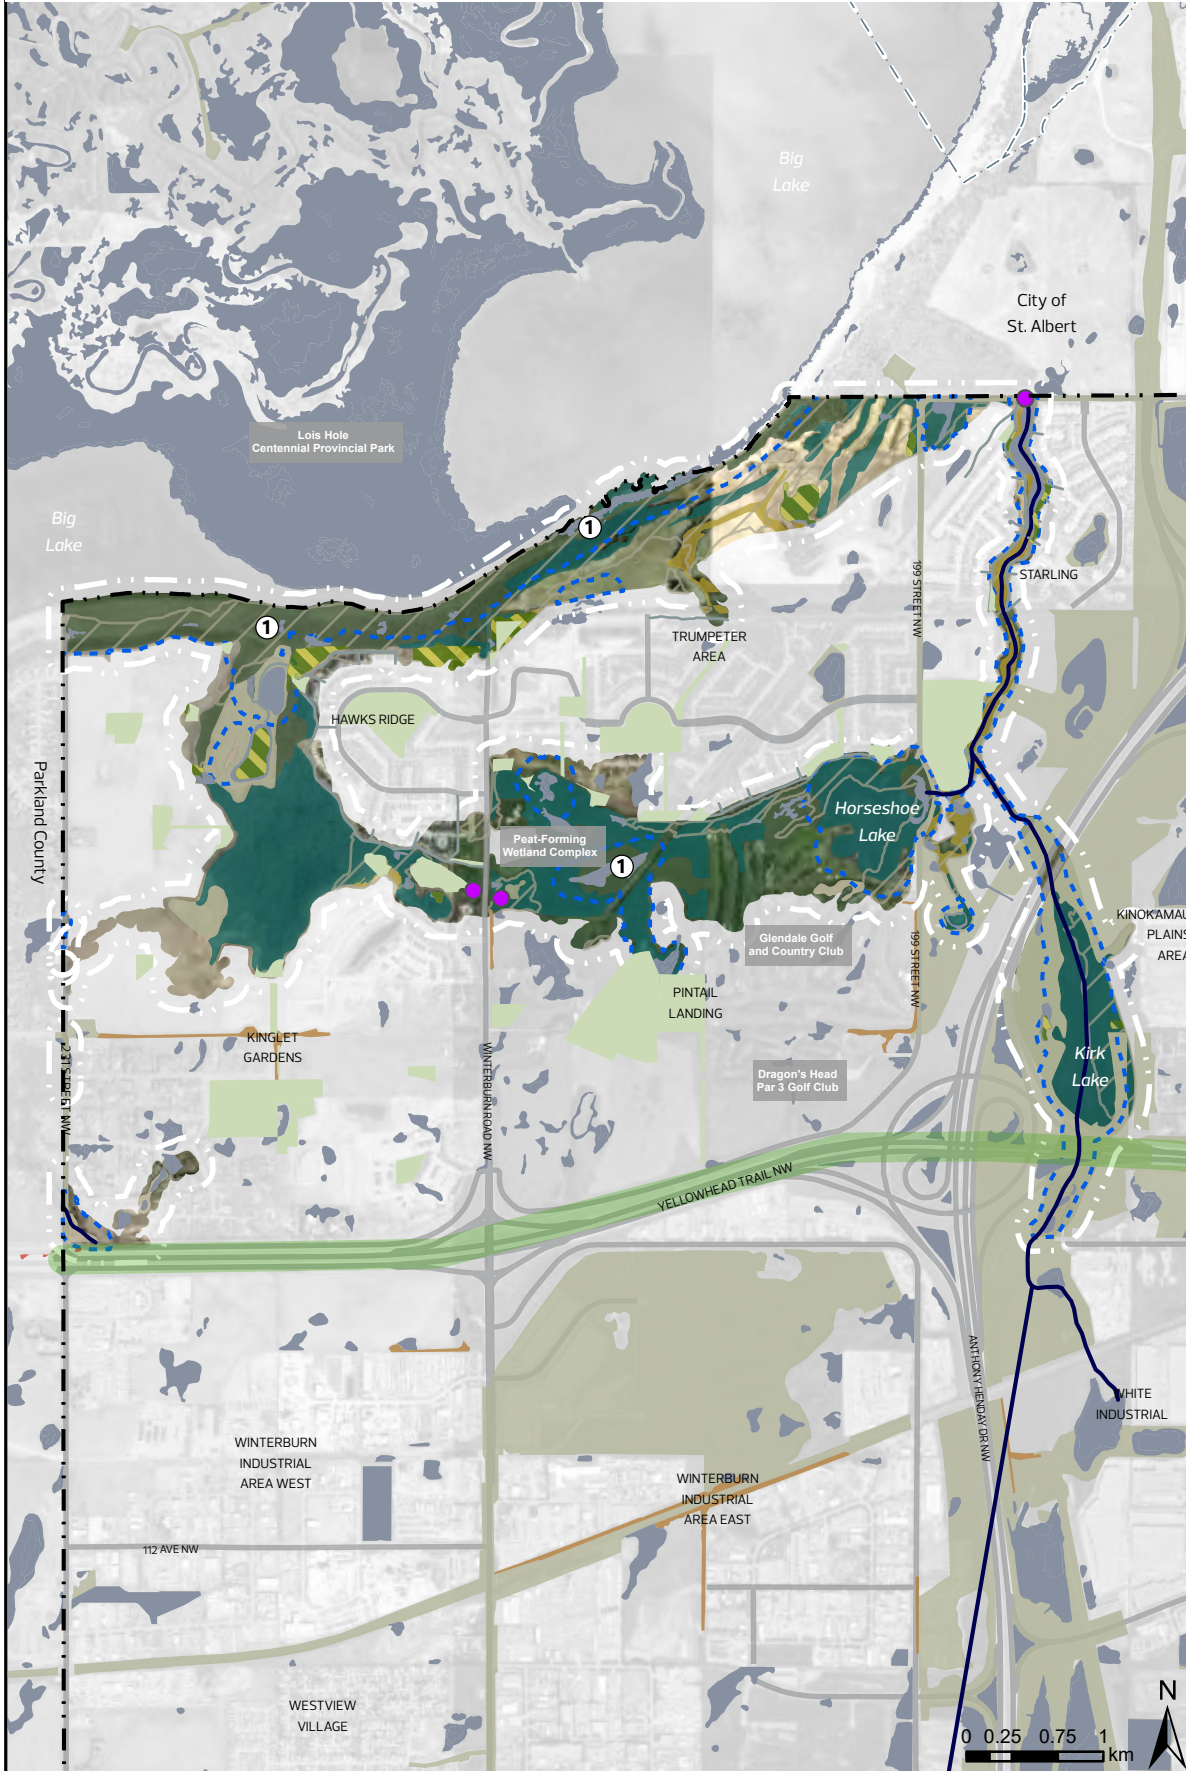 Big
Lake
City of
St. Albert
Lois Hole
Centennial Provincial Park
Big
Lake
1
1
199 STREET NW
STARLING
TRUMPETER
AREA
HAWKS RIDGE
Parkland County
Horseshoe
Lake
Peat-Forming
Wetland Complex
1
KINOKAMAU
PLAINS
AREA
Glendale Golf
and Country Club
199 STREET NW
PINTAIL
LANDING
KINGLET
GARDENS
231 STREET NW
WINTERBURN ROAD NW
Kirk
Lake
Dragon's Head
Par 3 Golf Club
YELLOWHEAD TRAIL NW
ANTHONY HENDAY DR NW
WHITE
INDUSTRIAL
WINTERBURN
INDUSTRIAL
AREA WEST
WINTERBURN
INDUSTRIAL
AREA EAST
112 AVE NW
WESTVIEW
VILLAGE
N
0 0.25 0.75 1
km